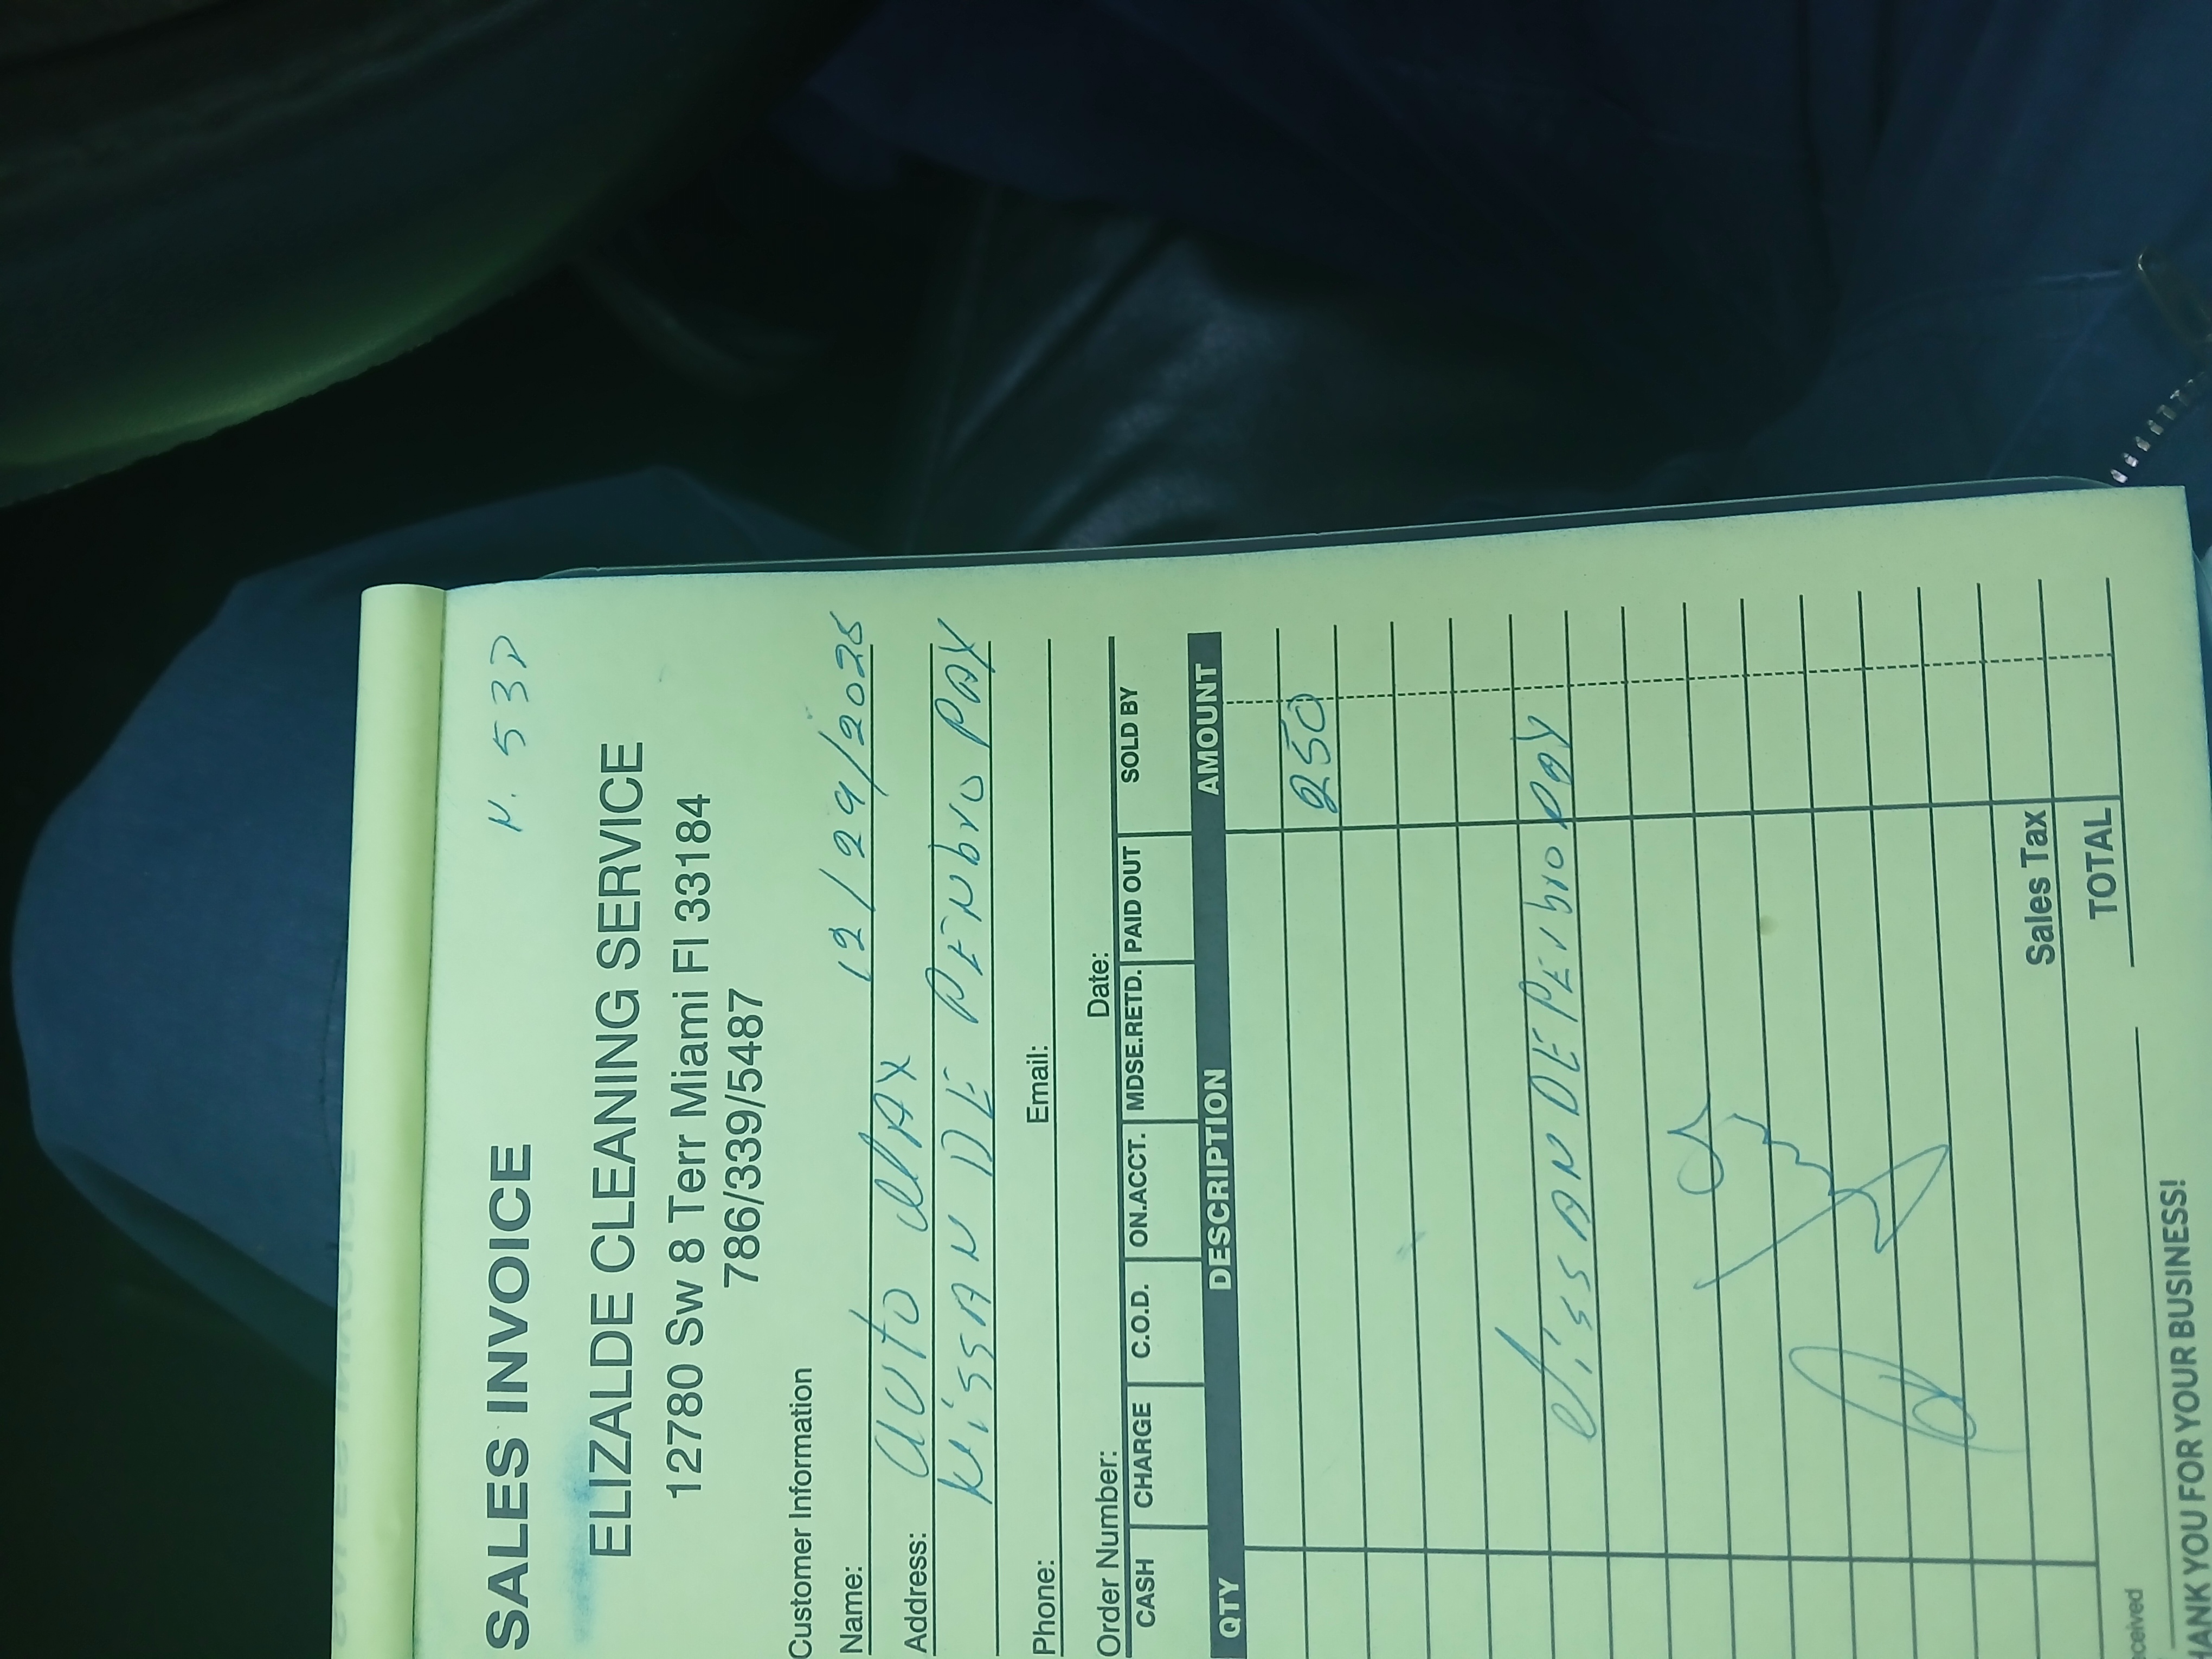 N. 537
SALES INVOICE
ELIZALDE CLEANING SERVICE
12780 Sw 8 Terr Miami Fl 33184
786/339/5487
Customer Information
Name: 12/29/2025
Address: Auto MAX
Nissan DE PEMbro PAY
Phone: Email:
Order Number: Date:
CASH CHARGE C.O.D. ON.ACCT. MDSE.RETD. PAID OUT SOLD BY
QTY DESCRIPTION AMOUNT
250
NissAN DE PEMbro PAY
Sales Tax
TOTAL
eceived
ANK YOU FOR YOUR BUSINESS!